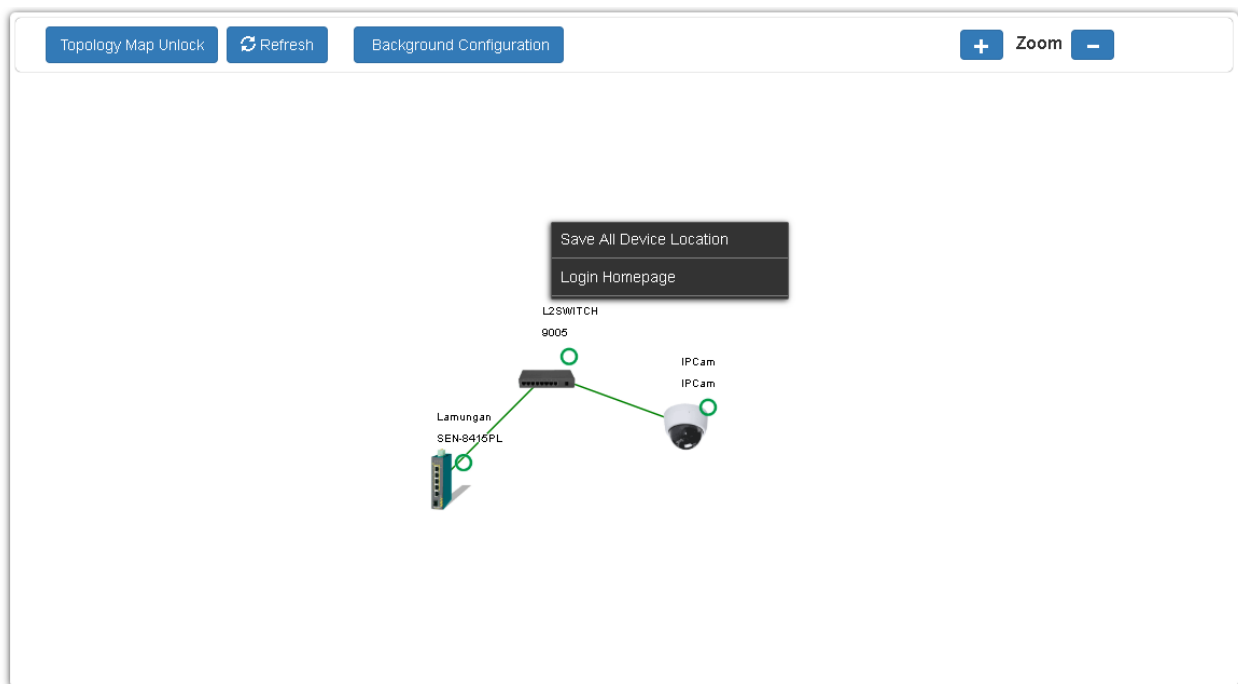 Topology Map Unlock
Refresh
Background Configuration
+ Zoom −
Save All Device Location
Login Homepage
L2SWITCH
9005
IPCam
IPCam
Lamungan
SEN-8415PL